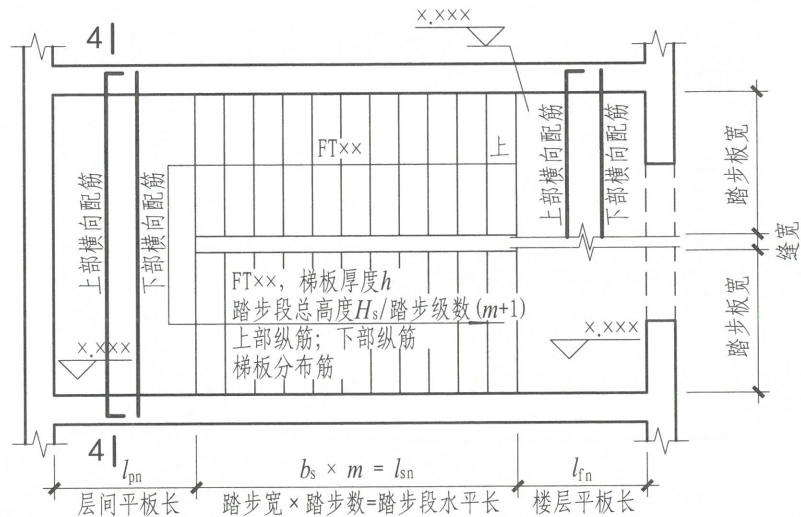 4
x.xxx
FT××
上
上部横向配筋
下部横向配筋
上部横向配筋
下部横向配筋
踏步板宽
缝宽
踏步板宽
FT××，梯板厚度h
踏步段总高度Hs/踏步级数(m+1)
上部纵筋；下部纵筋
梯板分布筋
x.xxx
x.xxx
4
lpn
bs × m = lsn
lfn
层间平板长
踏步宽×踏步数=踏步段水平长
楼层平板长